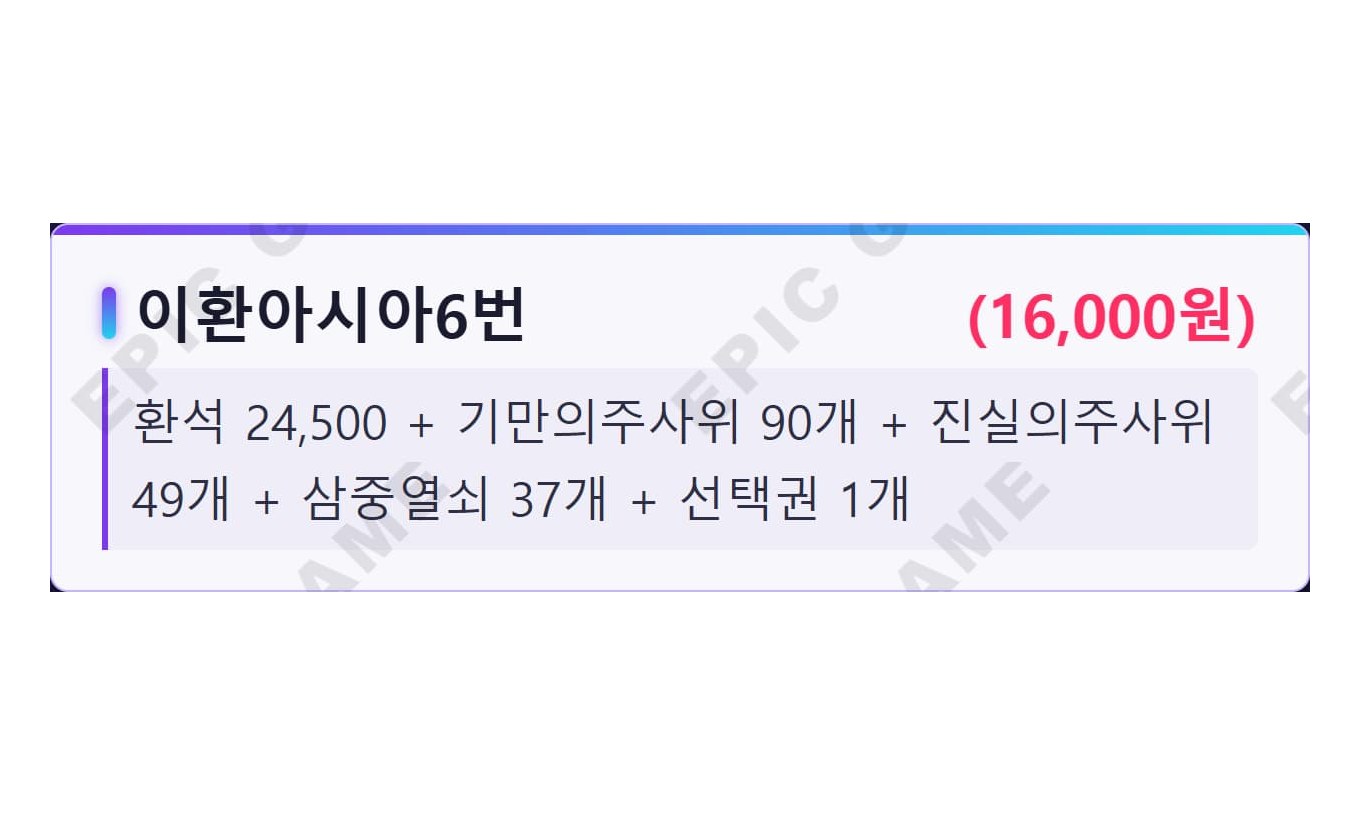 이환아시아6번 (16,000원)
환석 24,500 + 기만의주사위 90개 + 진실의주사위
49개 + 삼중열쇠 37개 + 선택권 1개
EPIC GAME